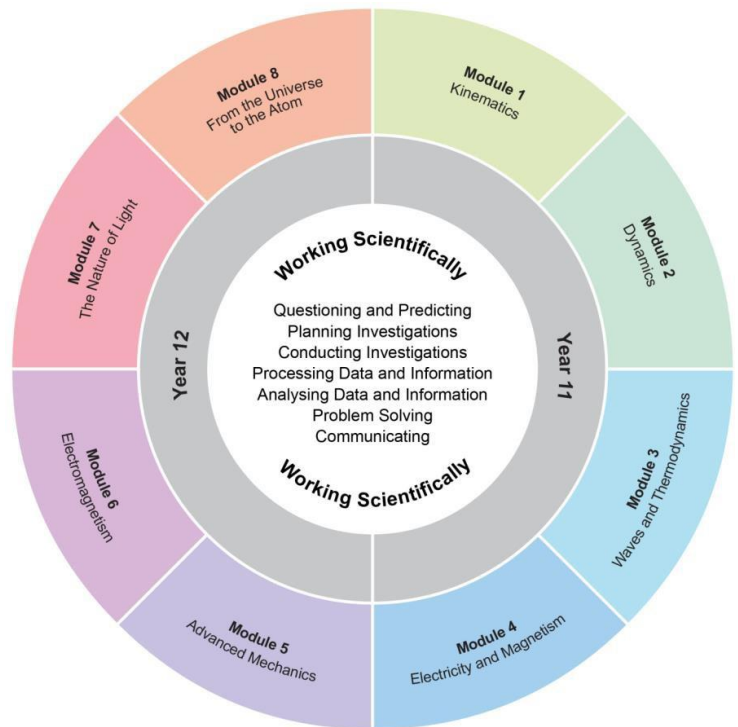 Module 1
Kinematics
Module 2
Dynamics
Module 3
Waves and Thermodynamics
Module 4
Electricity and Magnetism
Module 5
Advanced Mechanics
Module 6
Electromagnetism
Module 7
The Nature of Light
Module 8
From the Universe
to the Atom
Year 11
Year 12
Working Scientifically
Questioning and Predicting
Planning Investigations
Conducting Investigations
Processing Data and Information
Analysing Data and Information
Problem Solving
Communicating
Working Scientifically